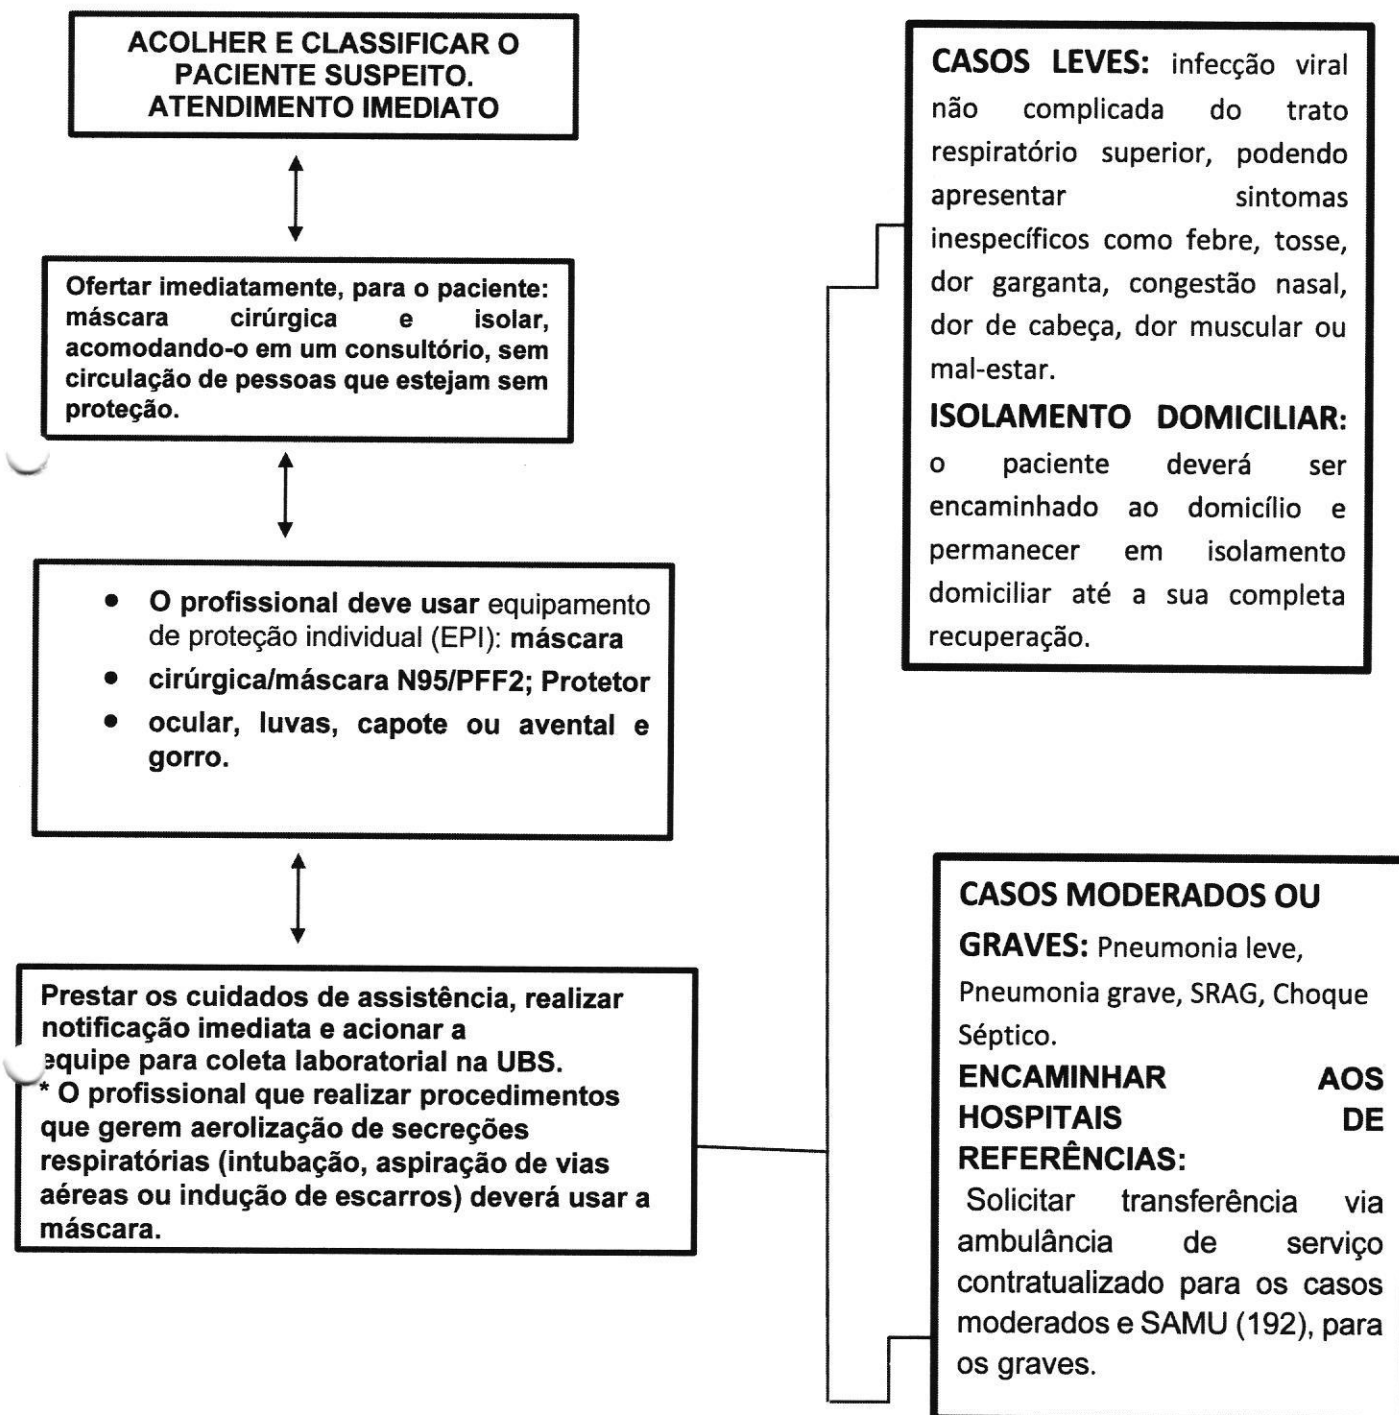 ACOLHER E CLASSIFICAR O
PACIENTE SUSPEITO.
ATENDIMENTO IMEDIATO
Ofertar imediatamente, para o paciente:
máscara cirúrgica e isolar,
acomodando-o em um consultório, sem
circulação de pessoas que estejam sem
proteção.
• O profissional deve usar equipamento
de proteção individual (EPI): máscara
• cirúrgica/máscara N95/PFF2; Protetor
• ocular, luvas, capote ou avental e
gorro.
Prestar os cuidados de assistência, realizar
notificação imediata e acionar a
equipe para coleta laboratorial na UBS.
* O profissional que realizar procedimentos
que gerem aerolização de secreções
respiratórias (intubação, aspiração de vias
aéreas ou indução de escarros) deverá usar a
máscara.
CASOS LEVES: infecção viral
não complicada do trato
respiratório superior, podendo
apresentar sintomas
inespecíficos como febre, tosse,
dor garganta, congestão nasal,
dor de cabeça, dor muscular ou
mal-estar.
ISOLAMENTO DOMICILIAR:
o paciente deverá ser
encaminhado ao domicílio e
permanecer em isolamento
domiciliar até a sua completa
recuperação.
CASOS MODERADOS OU
GRAVES: Pneumonia leve,
Pneumonia grave, SRAG, Choque
Séptico.
ENCAMINHAR AOS
HOSPITAIS DE
REFERÊNCIAS:
Solicitar transferência via
ambulância de serviço
contratualizado para os casos
moderados e SAMU (192), para
os graves.